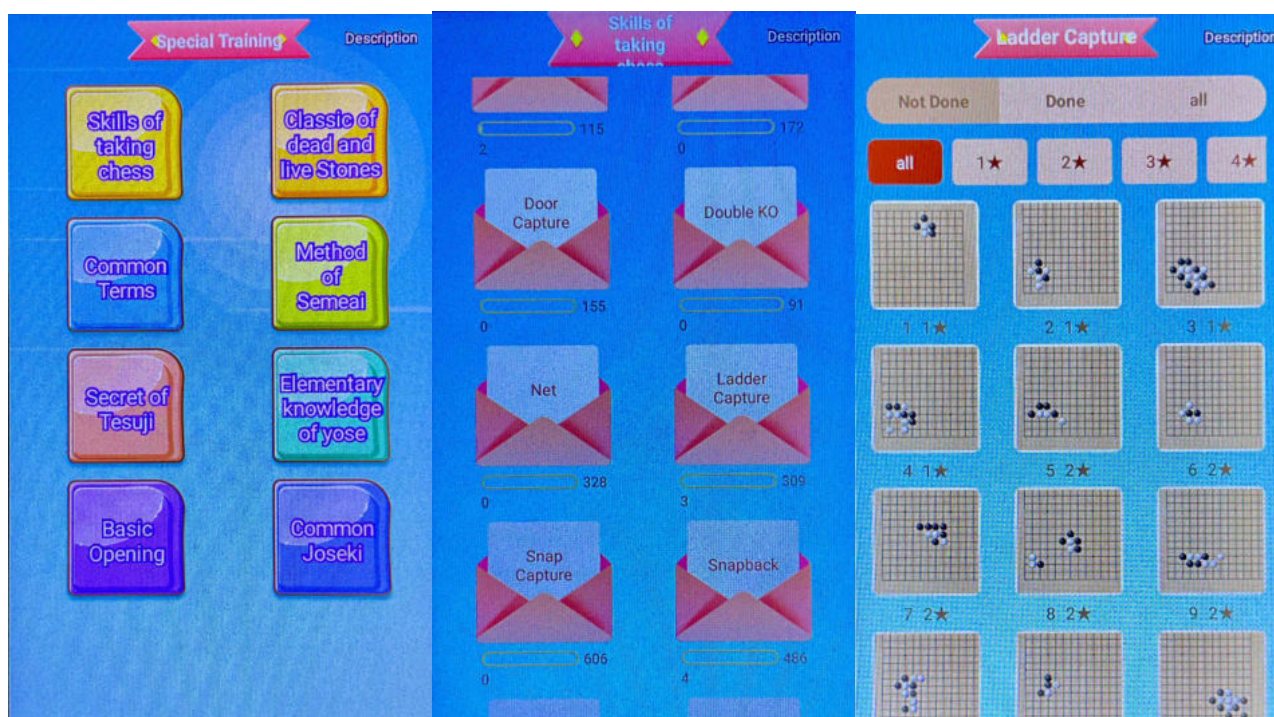 Special Training
Description
Skills of
taking
chess
Classic of
dead and
live Stones
Common
Terms
Method
of
Semeai
Secret of
Tesuji
Elementary
knowledge
of yose
Basic
Opening
Common
Joseki
Skills of
taking
chess
Description
115
2
172
0
Door
Capture
155
0
Double KO
91
0
Net
328
0
Ladder
Capture
309
3
Snap
Capture
606
0
Snapback
486
4
Ladder Capture
Description
Not Done
Done
all
all
1★
2★
3★
4★
1 1★
2 1★
3 1★
4 1★
5 2★
6 2★
7 2★
8 2★
9 2★